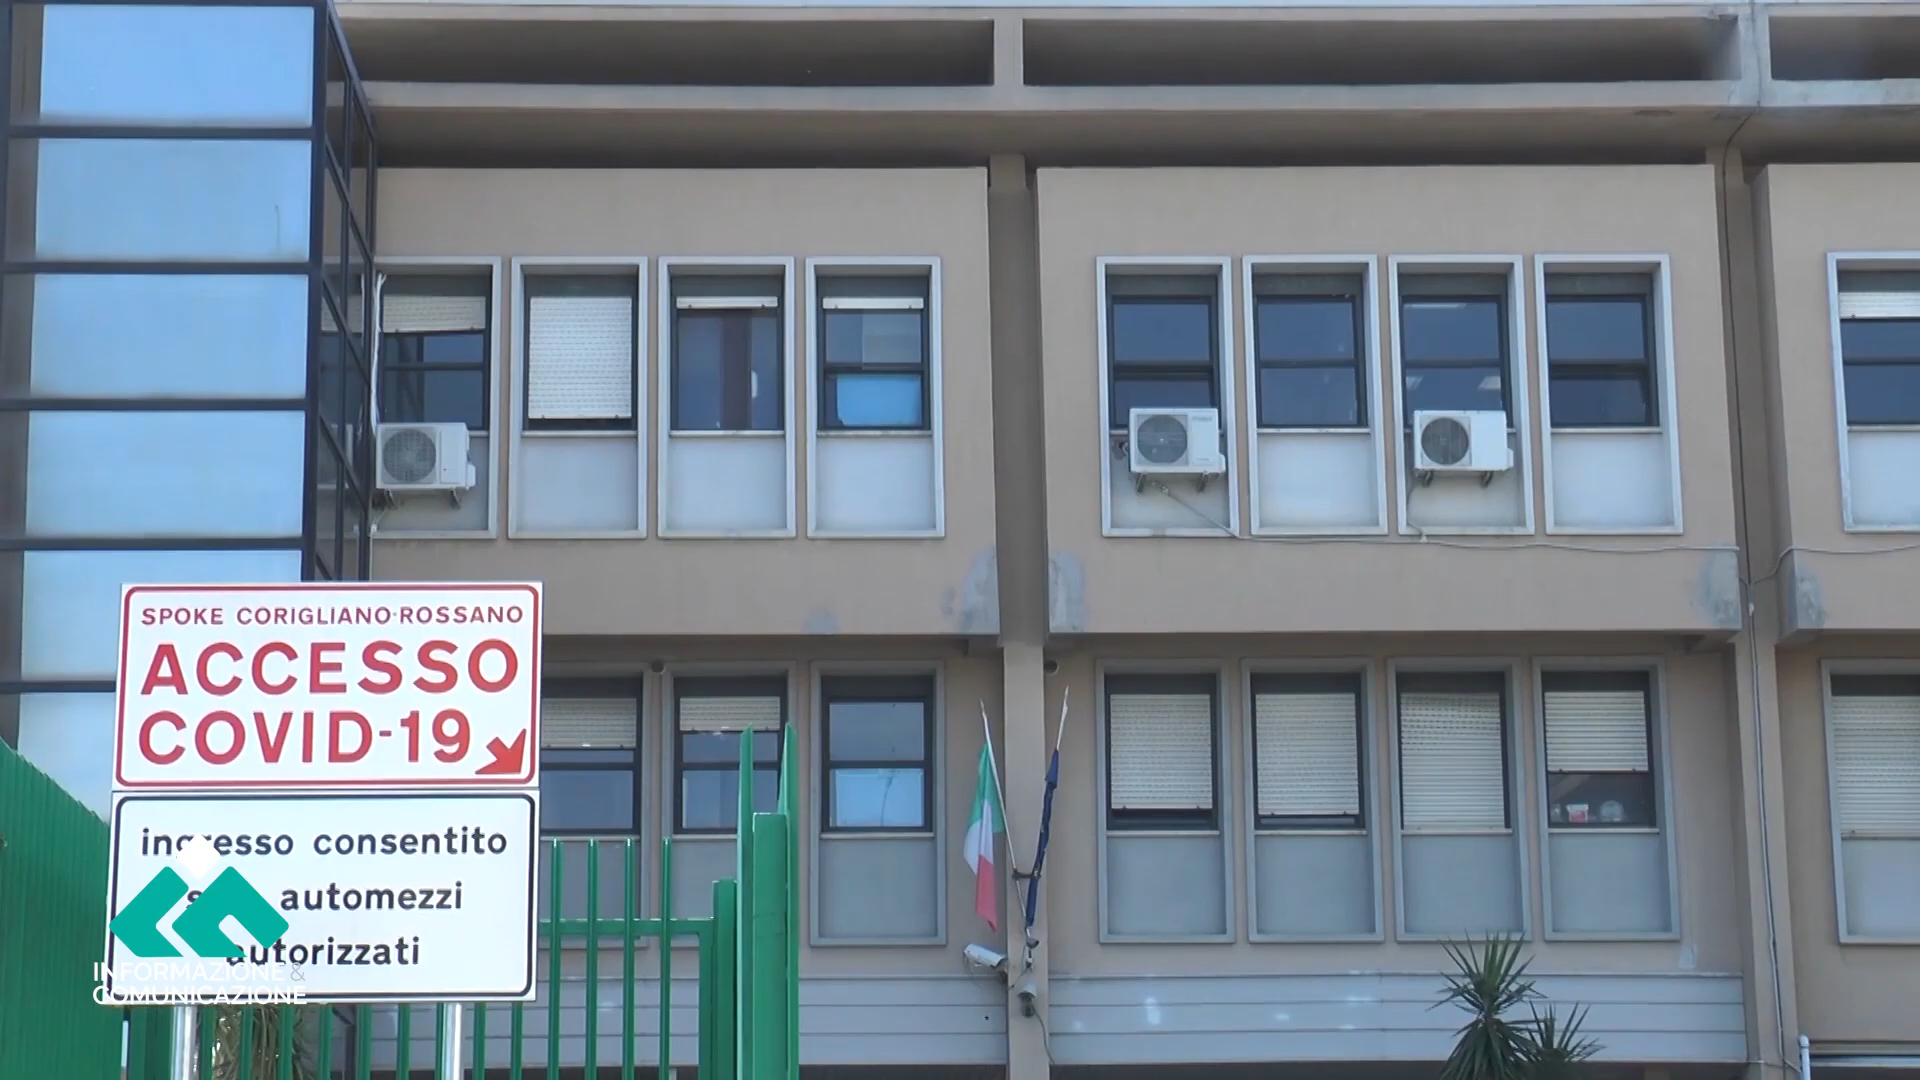 SPOKE CORIGLIANO-ROSSANO
ACCESSO
COVID-19
ingresso consentito
automezzi
autorizzati
INFORMAZIONE &
COMUNICAZIONE